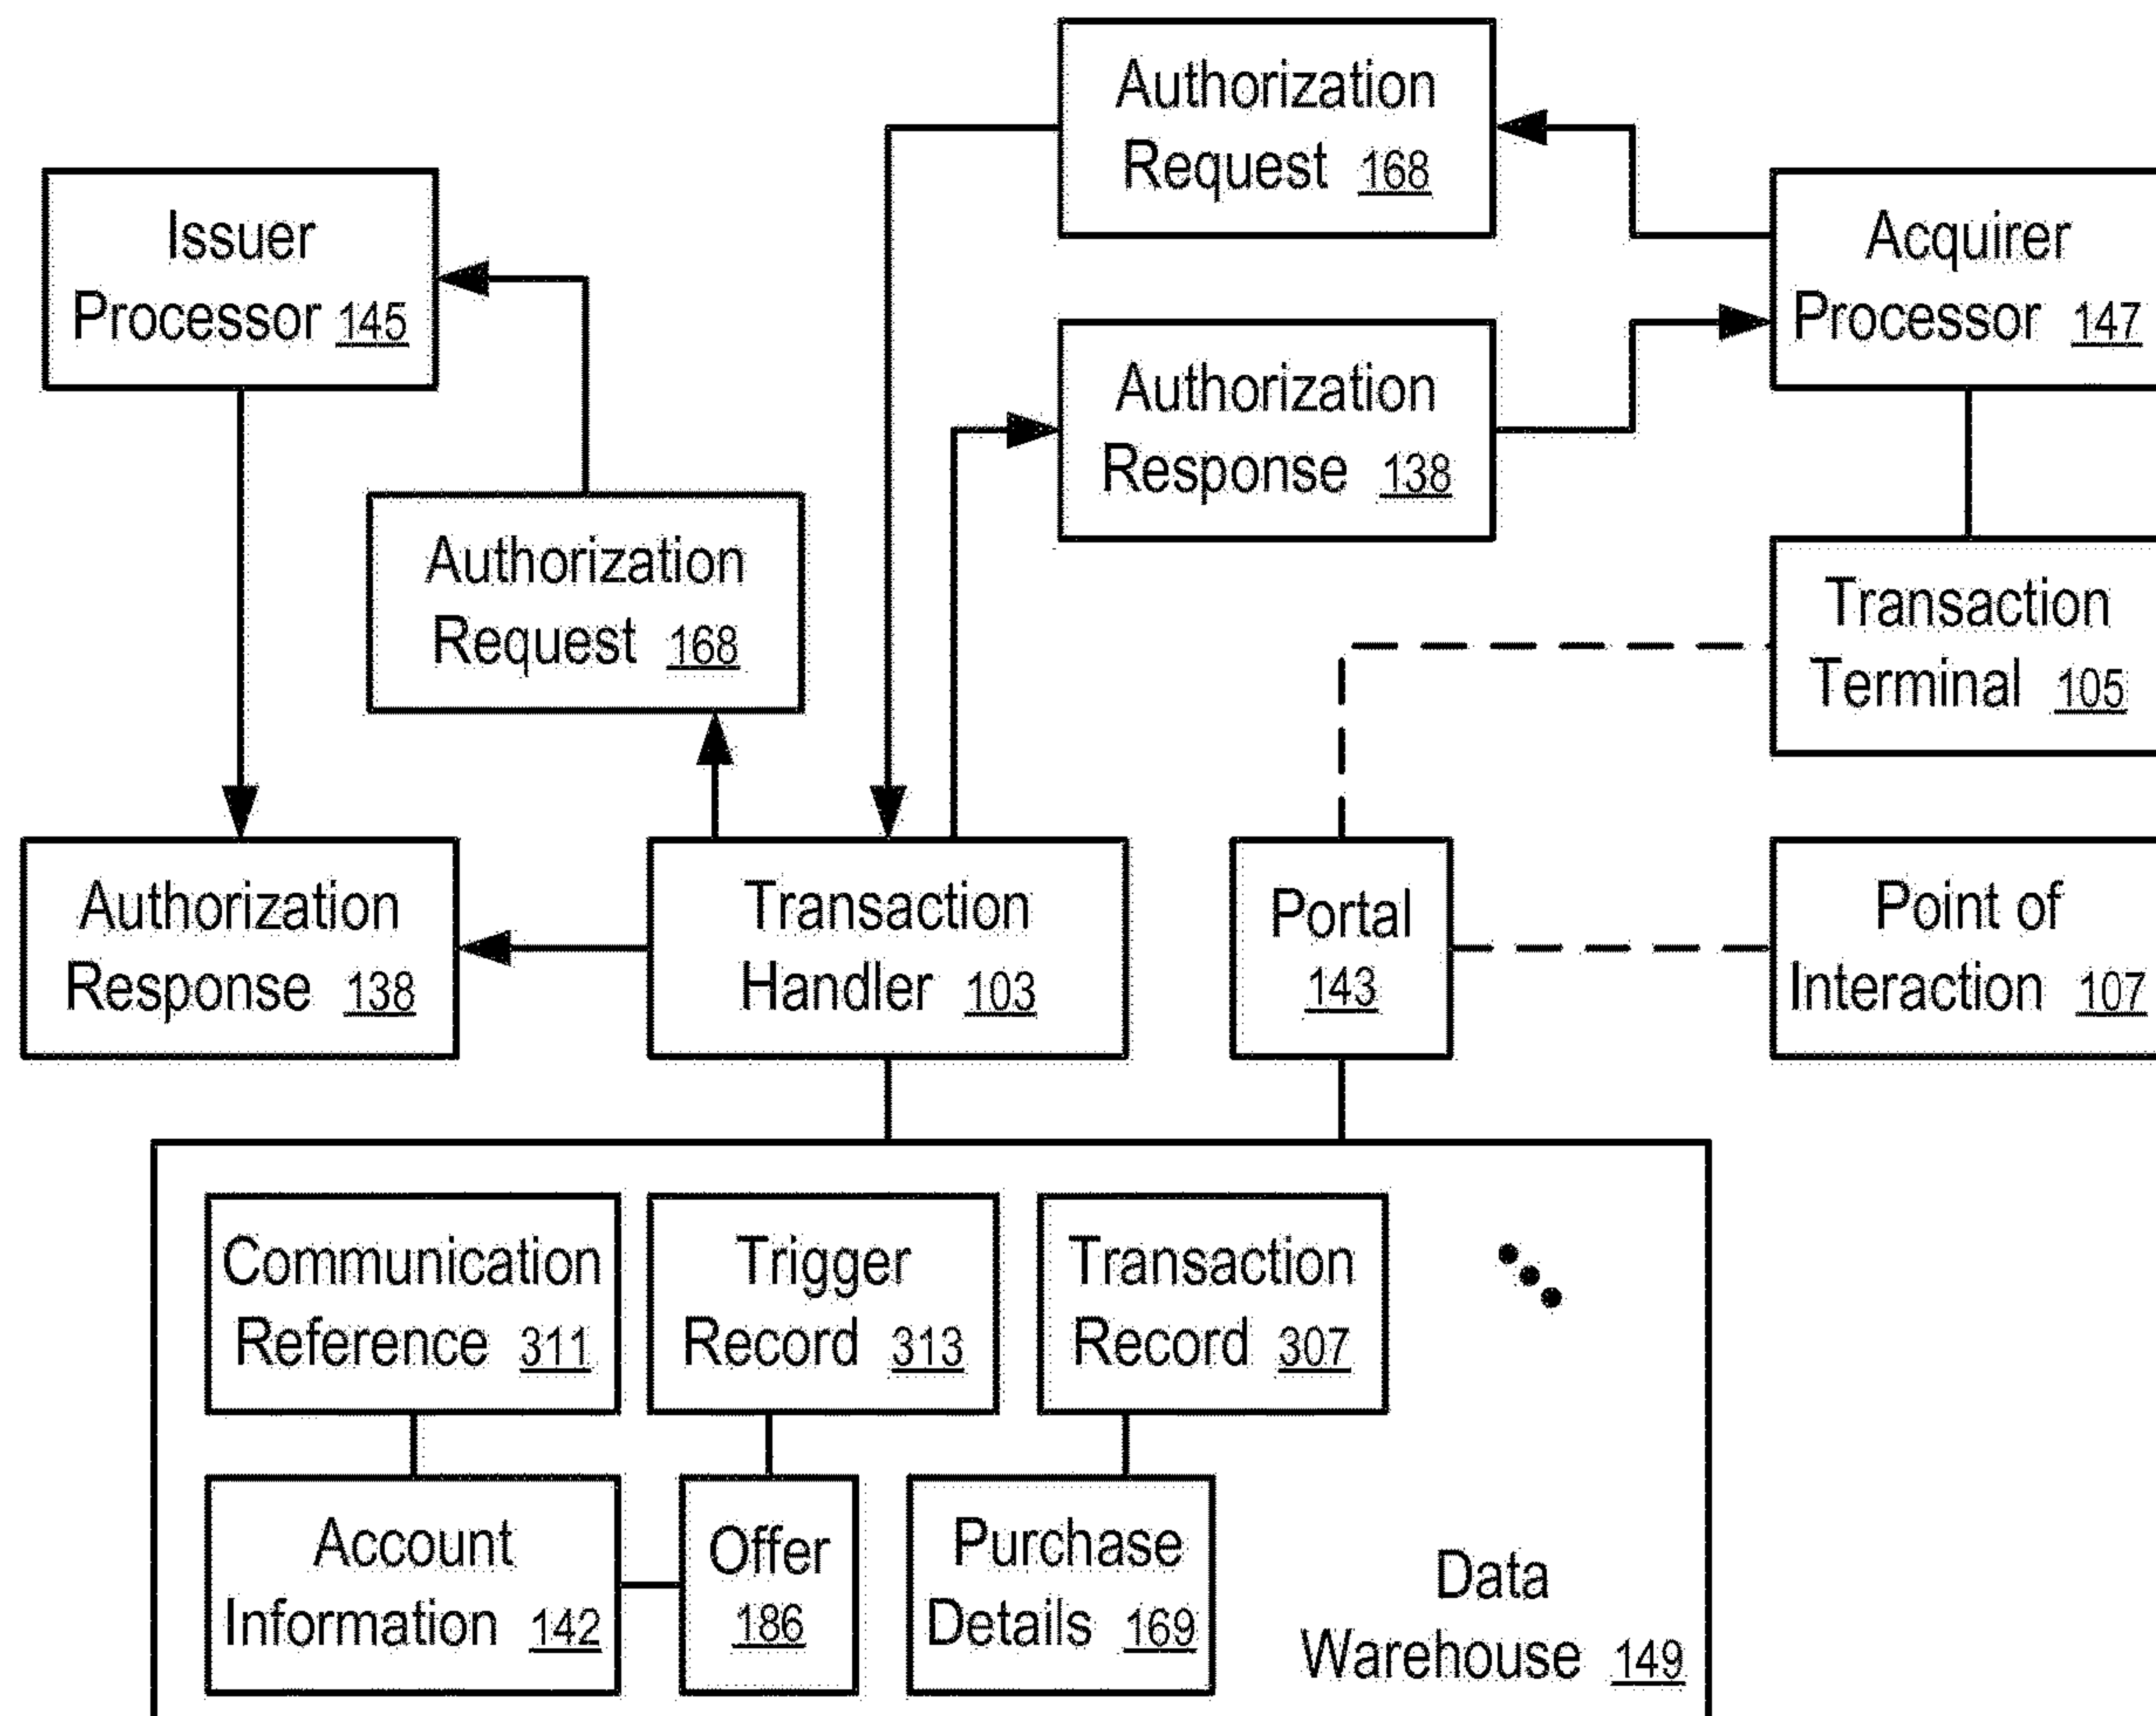 Authorization
Request 168
Issuer
Processor 145
Acquirer
Processor 147
Authorization
Response 138
Authorization
Request 168
Transaction
Terminal 105
Authorization
Response 138
Transaction
Handler 103
Portal
143
Point of
Interaction 107
Communication
Reference 311
Trigger
Record 313
Transaction
Record 307
Account
Information 142
Offer
186
Purchase
Details 169
Data
Warehouse 149